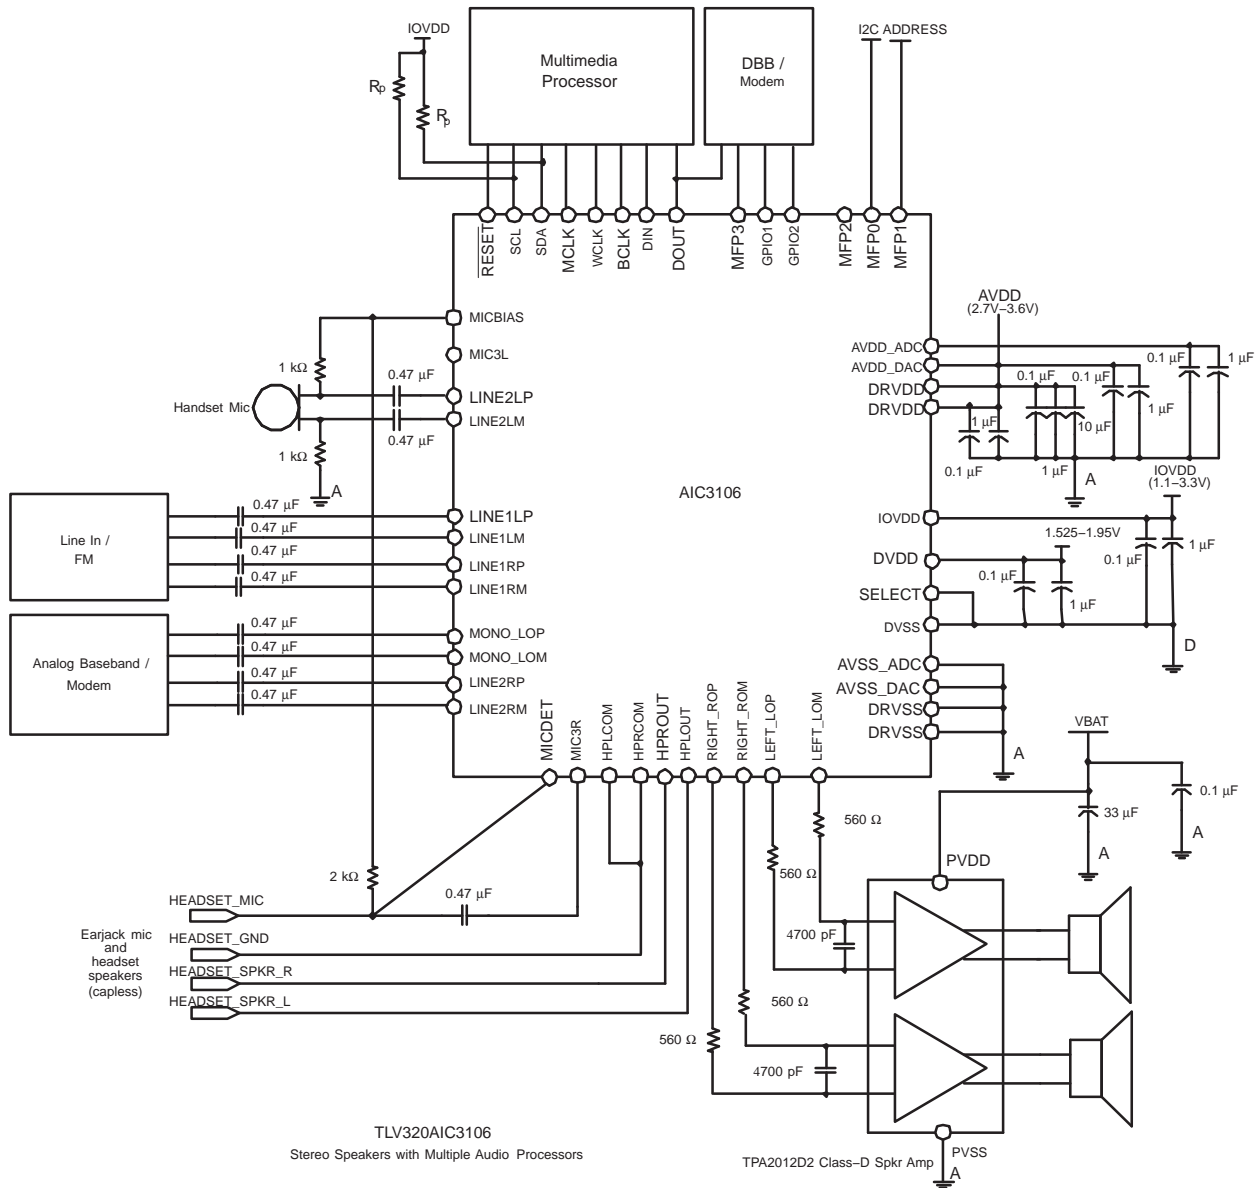 IOVDD
I2C ADDRESS
Multimedia
Processor
DBB /
Modem
Rp
Rp
RESET
SCL
SDA
MCLK
WCLK
BCLK
DIN
DOUT
MFP3
GPIO1
GPIO2
MFP2
MFP0
MFP1
AVDD
(2.7V−3.6V)
MICBIAS
MIC3L
LINE2LP
LINE2LM
1 kΩ
0.47 µF
Handset Mic
0.47 µF
1 kΩ
A
AVDD_ADC
AVDD_DAC
DRVDD
DRVDD
0.1 µF
1 µF
0.1 µF
0.1 µF
1 µF
1 µF
10 µF
0.1 µF
1 µF
A
AIC3106
IOVDD
(1.1−3.3V)
Line In /
FM
0.47 µF
0.47 µF
0.47 µF
0.47 µF
LINE1LP
LINE1LM
LINE1RP
LINE1RM
IOVDD
1.525−1.95V
DVDD
0.1 µF
1 µF
0.1 µF
SELECT
1 µF
DVSS
D
Analog Baseband /
Modem
0.47 µF
0.47 µF
0.47 µF
0.47 µF
MONO_LOP
MONO_LOM
LINE2RP
LINE2RM
AVSS_ADC
AVSS_DAC
DRVSS
DRVSS
A
MICDET
MIC3R
HPLCOM
HPRCOM
HPROUT
HPLOUT
RIGHT_ROP
RIGHT_ROM
LEFT_LOP
LEFT_LOM
VBAT
0.1 µF
33 µF
A
A
560 Ω
560 Ω
PVDD
2 kΩ
0.47 µF
HEADSET_MIC
HEADSET_GND
HEADSET_SPKR_R
HEADSET_SPKR_L
Earjack mic
and
headset
speakers
(capless)
4700 pF
560 Ω
560 Ω
4700 pF
TLV320AIC3106
Stereo Speakers with Multiple Audio Processors
TPA2012D2 Class−D Spkr Amp
PVSS
A